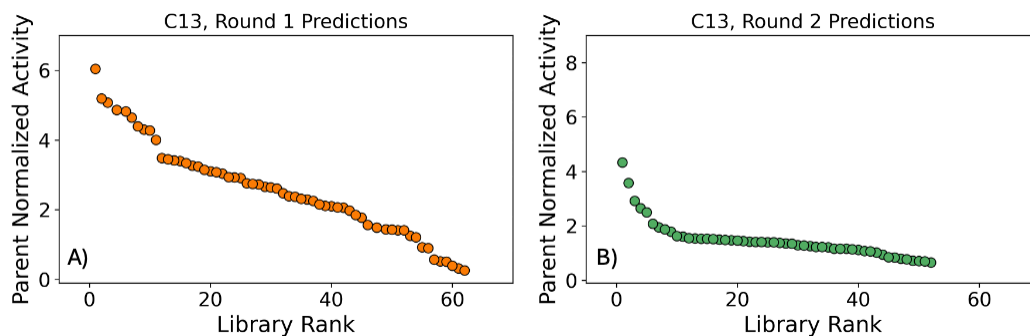 C13, Round 1 Predictions
Parent Normalized Activity
6
4
2
0
A)
0 20 40 60
Library Rank
C13, Round 2 Predictions
Parent Normalized Activity
8
6
4
2
0
B)
0 20 40 60
Library Rank